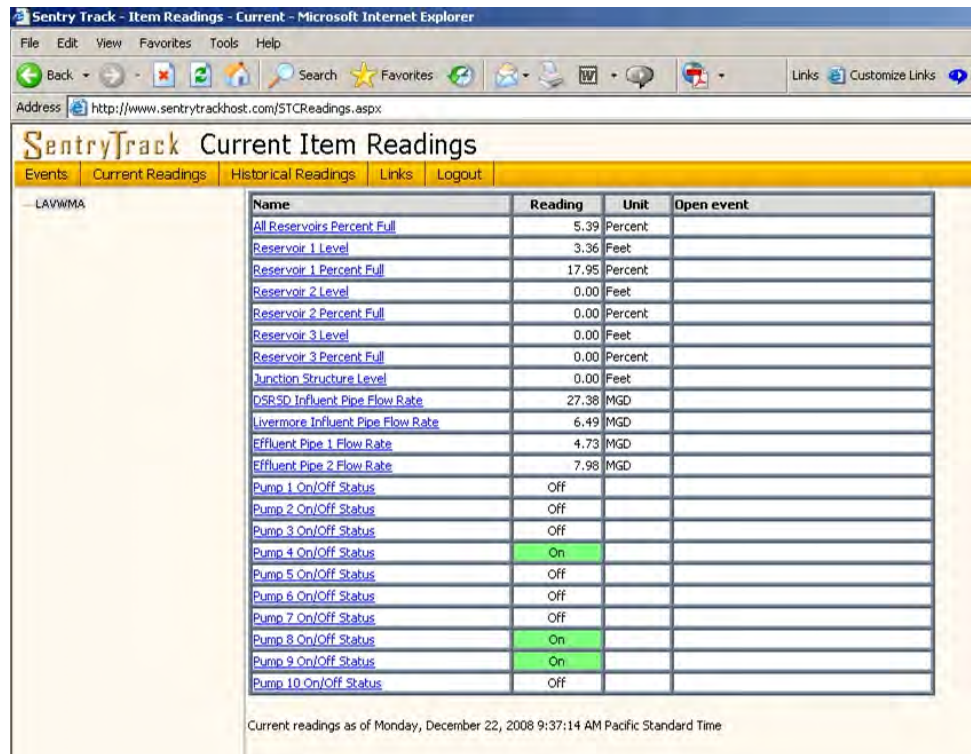 Sentry Track - Item Readings - Current - Microsoft Internet Explorer
File Edit View Favorites Tools Help
Back Search Favorites Links Customize Links
Address http://www.sentrytrackhost.com/STCReadings.aspx
SentryTrack Current Item Readings
Events Current Readings Historical Readings Links Logout
LAVWMA
Name Reading Unit Open event
All Reservoirs Percent Full 5.39 Percent
Reservoir 1 Level 3.36 Feet
Reservoir 1 Percent Full 17.95 Percent
Reservoir 2 Level 0.00 Feet
Reservoir 2 Percent Full 0.00 Percent
Reservoir 3 Level 0.00 Feet
Reservoir 3 Percent Full 0.00 Percent
Junction Structure Level 0.00 Feet
DSRSD Influent Pipe Flow Rate 27.38 MGD
Livermore Influent Pipe Flow Rate 6.49 MGD
Effluent Pipe 1 Flow Rate 4.73 MGD
Effluent Pipe 2 Flow Rate 7.98 MGD
Pump 1 On/Off Status Off
Pump 2 On/Off Status Off
Pump 3 On/Off Status Off
Pump 4 On/Off Status On
Pump 5 On/Off Status Off
Pump 6 On/Off Status Off
Pump 7 On/Off Status Off
Pump 8 On/Off Status On
Pump 9 On/Off Status On
Pump 10 On/Off Status Off
Current readings as of Monday, December 22, 2008 9:37:14 AM Pacific Standard Time